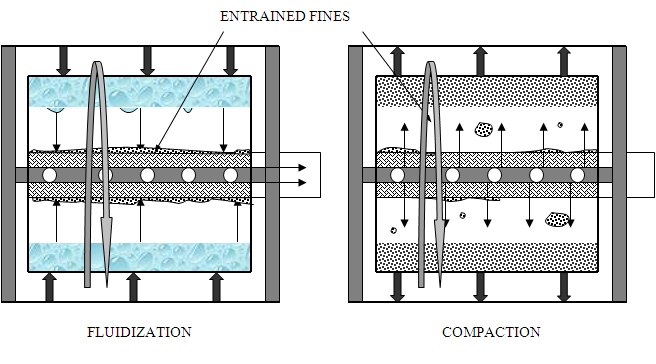 ENTRAINED FINES
FLUIDIZATION
COMPACTION